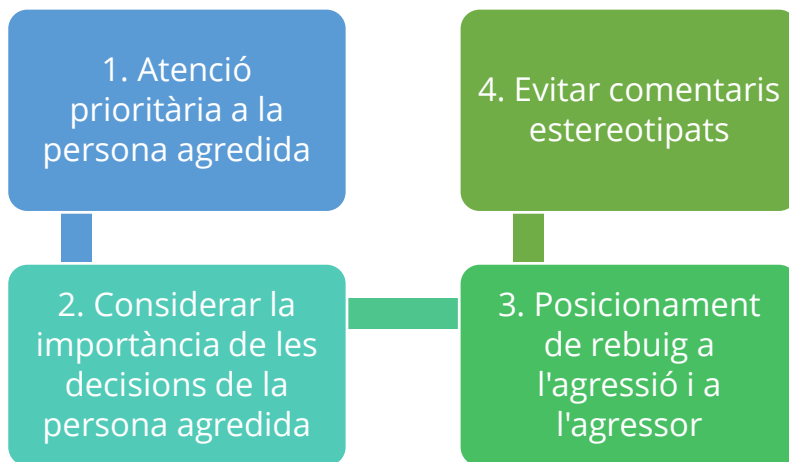 1. Atenció
prioritària a la
persona agredida
2. Considerar la
importància de les
decisions de la
persona agredida
3. Posicionament
de rebuig a
l'agressió i a
l'agressor
4. Evitar comentaris
estereotipats